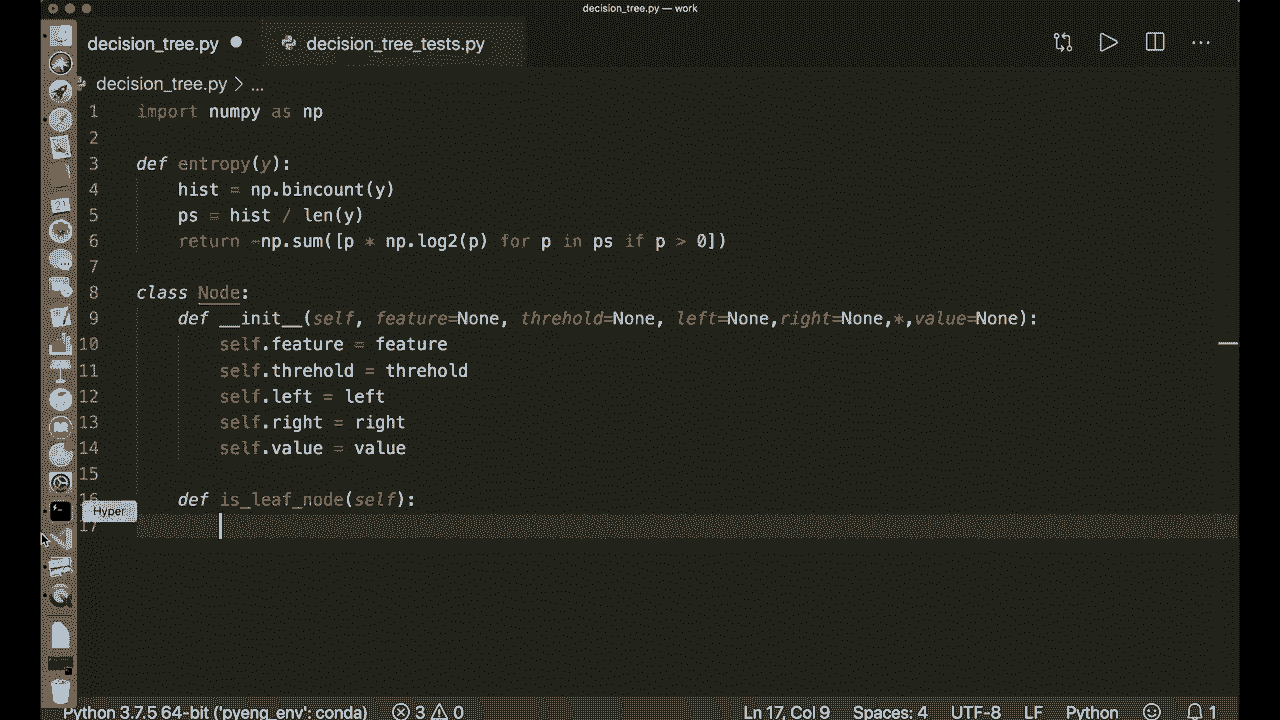 decision_tree.py — work
decision_tree.py decision_tree_tests.py
decision_tree.py > ...
1 import numpy as np
2
3 def entropy(y):
4 hist = np.bincount(y)
5 ps = hist / len(y)
6 return -np.sum([p * np.log2(p) for p in ps if p > 0])
7
8 class Node:
9 def __init__(self, feature=None, threhold=None, left=None,right=None,*,value=None):
10 self.feature = feature
11 self.threhold = threhold
12 self.left = left
13 self.right = right
14 self.value = value
15
16 def is_leaf_node(self):
Hyper
17
Python 3.7.5 64-bit ('pyeng_env': conda) 3 0 Ln 17, Col 9 Spaces: 4 UTF-8 LF Python 1